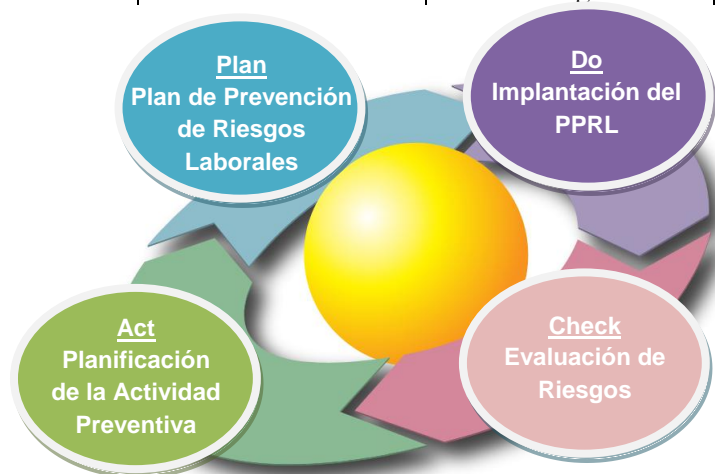 Plan
Plan de Prevención
de Riesgos
Laborales
Do
Implantación del
PPRL
Act
Planificación
de la Actividad
Preventiva
Check
Evaluación de
Riesgos